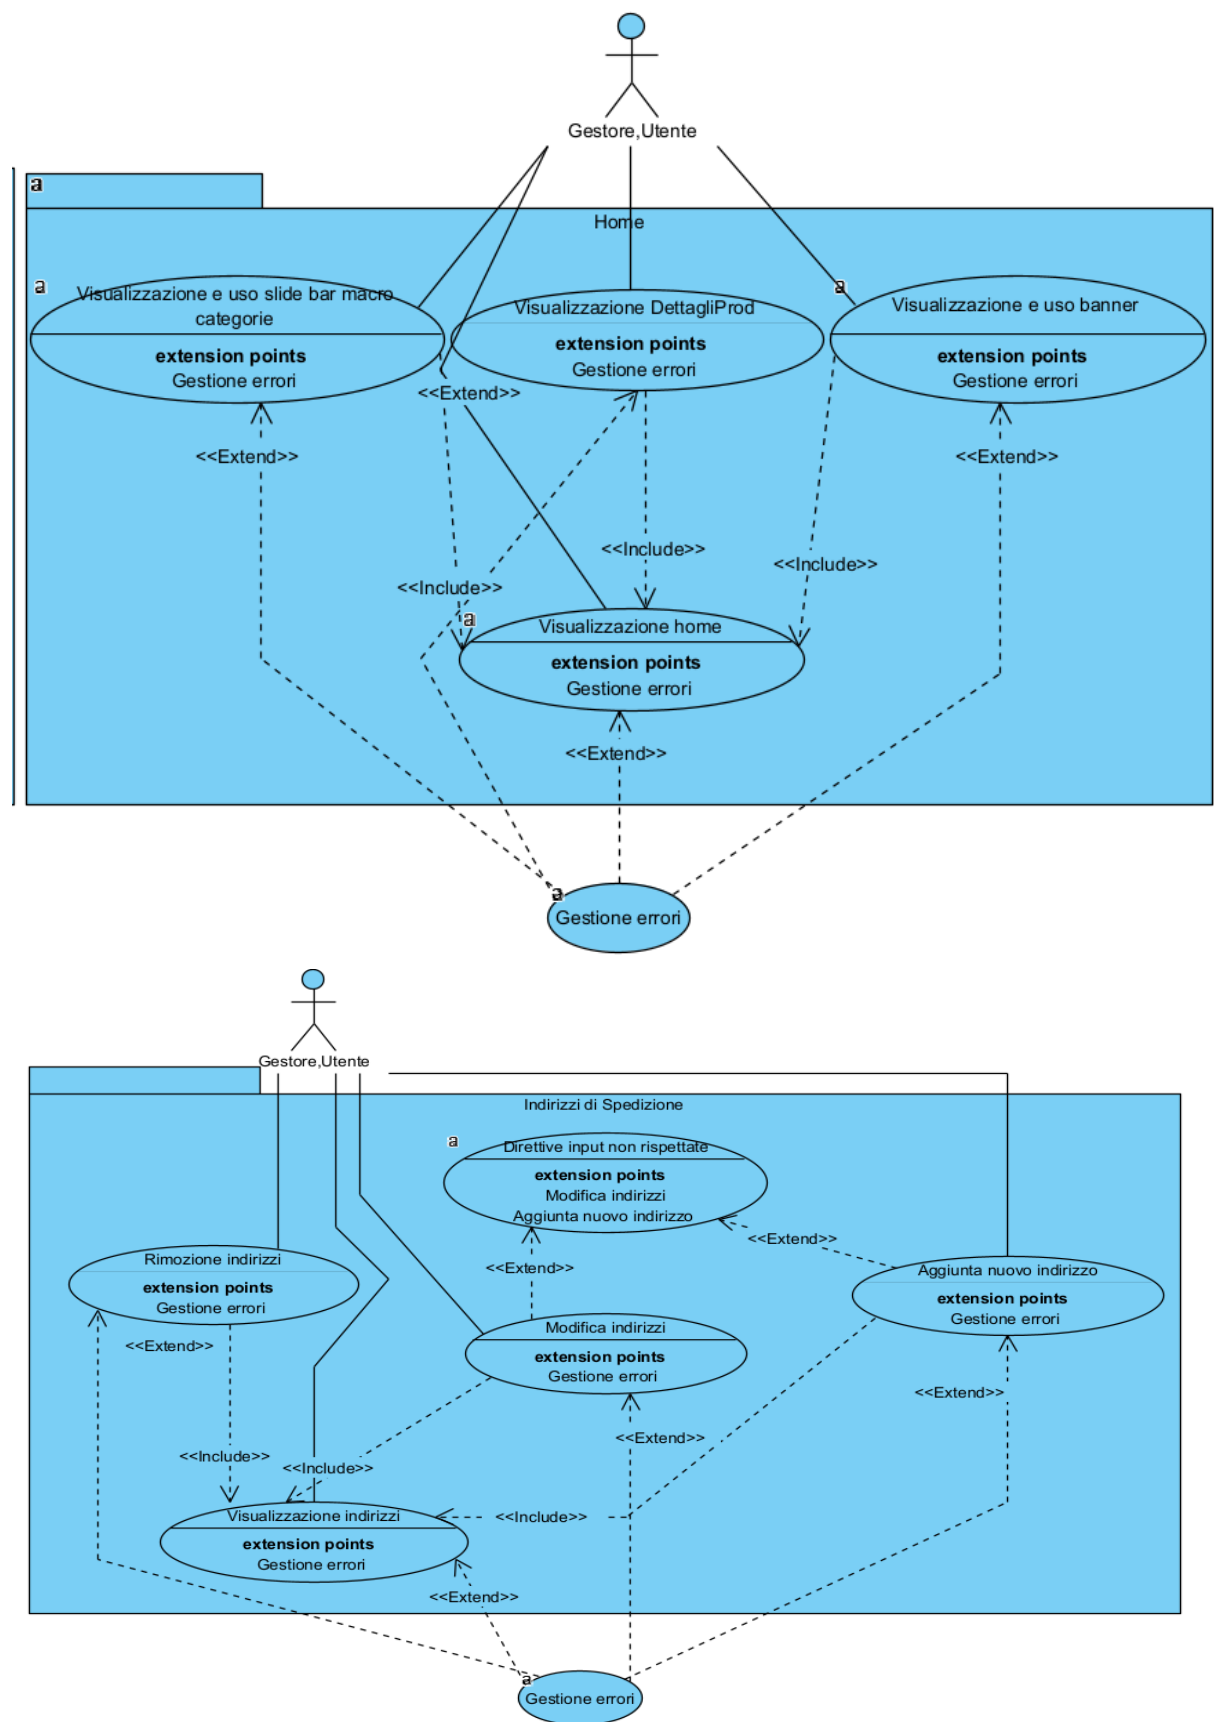 Gestore,Utente
a
Home
a
Visualizzazione e uso slide bar macro
categorie
extension points
Gestione errori
Visualizzazione DettagliProd
extension points
Gestione errori
a
Visualizzazione e uso banner
extension points
Gestione errori
<<Extend>>
<<Extend>>
<<Extend>>
<<Include>>
<<Include>>
<<Include>>
a
Visualizzazione home
extension points
Gestione errori
<<Extend>>
a
Gestione errori
Gestore,Utente
Indirizzi di Spedizione
a
Direttive input non rispettate
extension points
Modifica indirizzi
Aggiunta nuovo indirizzo
<<Extend>>
<<Extend>>
Rimozione indirizzi
extension points
Gestione errori
Aggiunta nuovo indirizzo
extension points
Gestione errori
Modifica indirizzi
extension points
Gestione errori
<<Extend>>
<<Extend>>
<<Extend>>
<<Include>>
<<Include>>
<<Include>>
Visualizzazione indirizzi
extension points
Gestione errori
<<Extend>>
a
Gestione errori